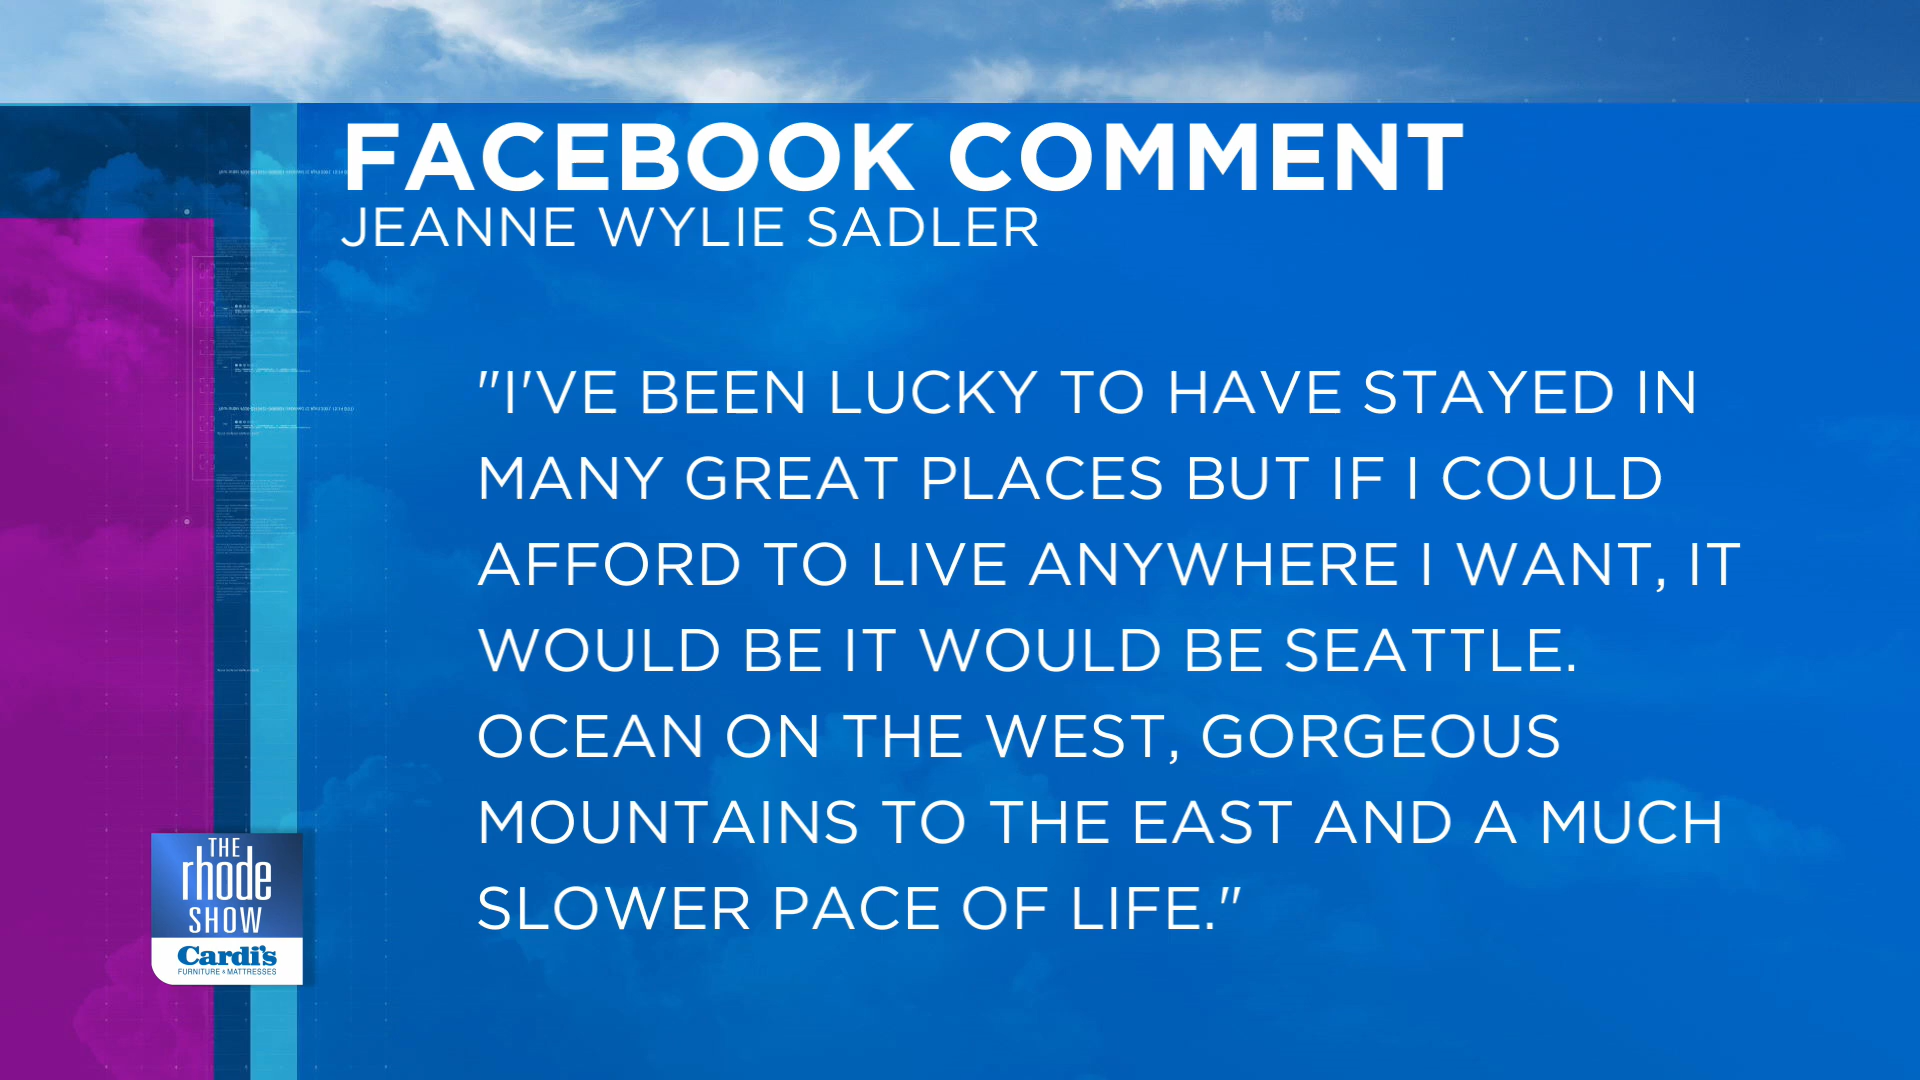 FACEBOOK COMMENT
JEANNE WYLIE SADLER
"I'VE BEEN LUCKY TO HAVE STAYED IN
MANY GREAT PLACES BUT IF I COULD
AFFORD TO LIVE ANYWHERE I WANT, IT
WOULD BE IT WOULD BE SEATTLE.
OCEAN ON THE WEST, GORGEOUS
MOUNTAINS TO THE EAST AND A MUCH
SLOWER PACE OF LIFE."
THE
rhode
SHOW
Cardi's
FURNITURE & MATTRESSES